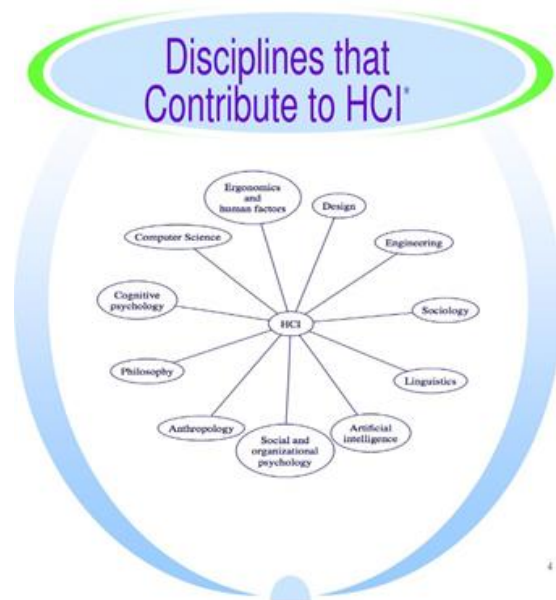 Disciplines that
Contribute to HCI*
Ergonomics
and
human factors
Design
Computer Science
Engineering
Cognitive
psychology
HCI
Sociology
Philosophy
Linguistics
Anthropology
Social and
organizational
psychology
Artificial
intelligence
4